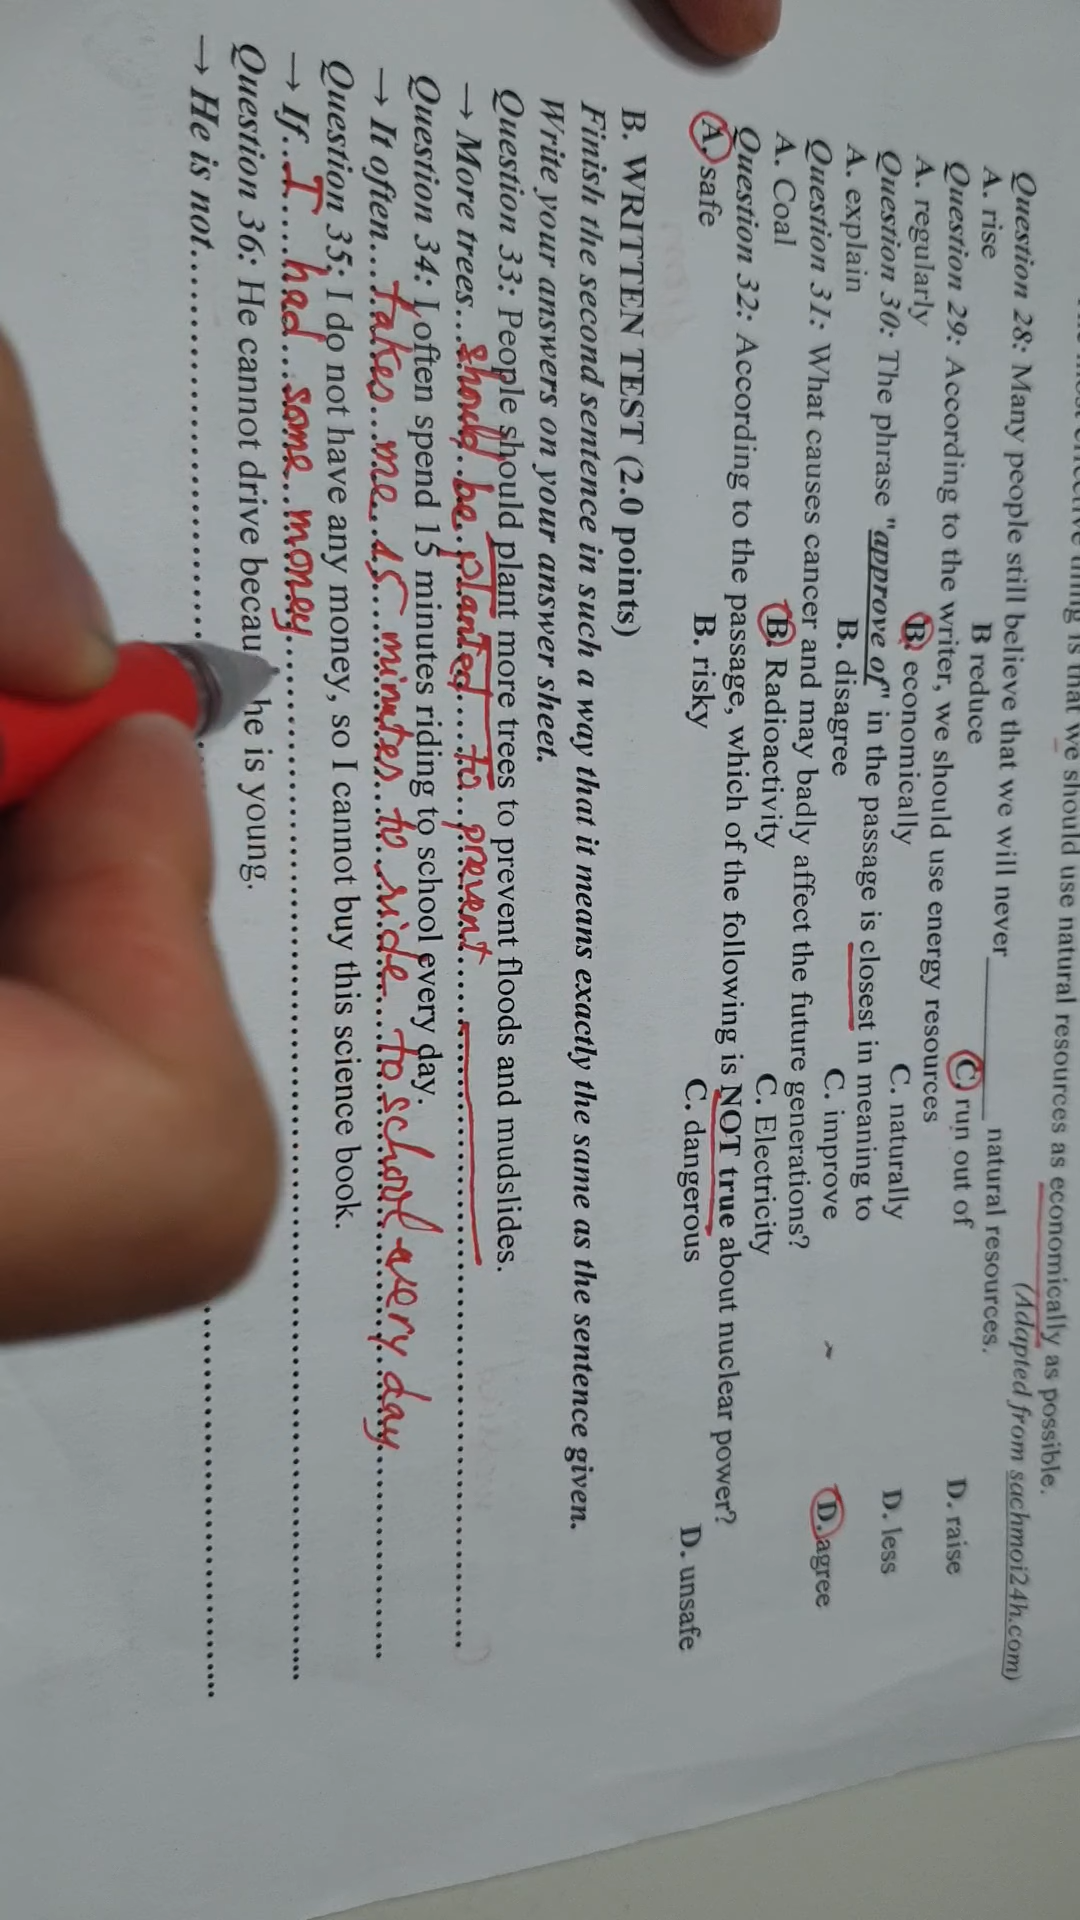 is that we should use natural resources as economically as possible.
(Adapted from sachmoi24h.com)
Question 28: Many people still believe that we will never__________ natural resources.
A. rise B reduce C. run out of D. raise
Question 29: According to the writer, we should use energy resources
A. regularly B. economically C. naturally D. less
Question 30: The phrase "approve of" in the passage is closest in meaning to
A. explain B. disagree C. improve D. agree
Question 31: What causes cancer and may badly affect the future generations?
A. Coal B. Radioactivity C. Electricity
Question 32: According to the passage, which of the following is NOT true about nuclear power?
A. safe B. risky C. dangerous D. unsafe
B. WRITTEN TEST (2.0 points)
Finish the second sentence in such a way that it means exactly the same as the sentence given.
Write your answers on your answer sheet.
Question 33: People should plant more trees to prevent floods and mudslides.
→ More trees...should be planted to prevent...
Question 34: I often spend 15 minutes riding to school every day.
→ It often...takes me 15 minutes to ride to school every day...
Question 35: I do not have any money, so I cannot buy this science book.
→ If...I had some money...
Question 36: He cannot drive becau he is young.
→ He is not...